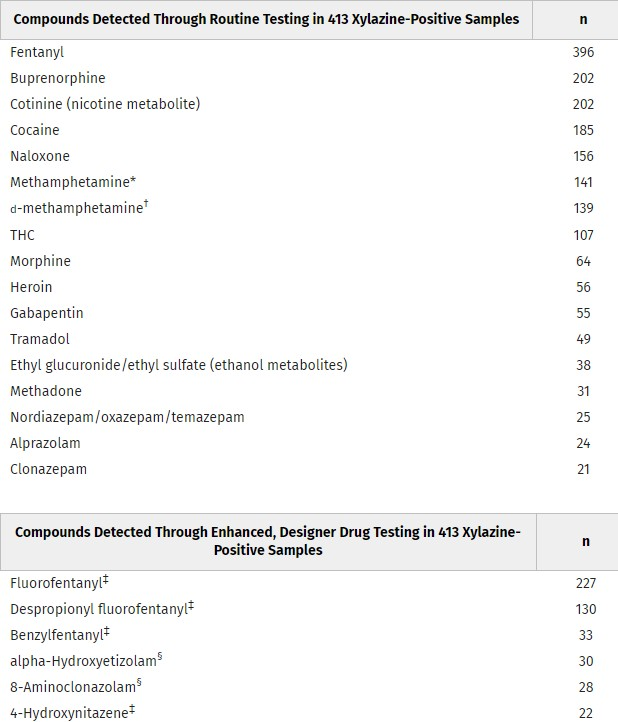 Compounds Detected Through Routine Testing in 413 Xylazine-Positive Samples n
Fentanyl 396
Buprenorphine 202
Cotinine (nicotine metabolite) 202
Cocaine 185
Naloxone 156
Methamphetamine* 141
d-methamphetamine† 139
THC 107
Morphine 64
Heroin 56
Gabapentin 55
Tramadol 49
Ethyl glucuronide/ethyl sulfate (ethanol metabolites) 38
Methadone 31
Nordiazepam/oxazepam/temazepam 25
Alprazolam 24
Clonazepam 21
Compounds Detected Through Enhanced, Designer Drug Testing in 413 Xylazine-
Positive Samples n
Fluorofentanyl‡ 227
Despropionyl fluorofentanyl‡ 130
Benzylfentanyl‡ 33
alpha-Hydroxyetizolam§ 30
8-Aminoclonazolam§ 28
4-Hydroxynitazene‡ 22